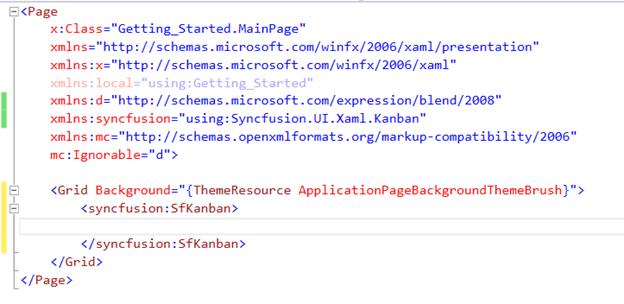 <Page
x:Class="Getting_Started.MainPage"
xmlns="http://schemas.microsoft.com/winfx/2006/xaml/presentation"
xmlns:x="http://schemas.microsoft.com/winfx/2006/xaml"
xmlns:local="using:Getting_Started"
xmlns:d="http://schemas.microsoft.com/expression/blend/2008"
xmlns:syncfusion="using:Syncfusion.UI.Xaml.Kanban"
xmlns:mc="http://schemas.openxmlformats.org/markup-compatibility/2006"
mc:Ignorable="d">
<Grid Background="{ThemeResource ApplicationPageBackgroundThemeBrush}">
<syncfusion:SfKanban>
</syncfusion:SfKanban>
</Grid>
</Page>